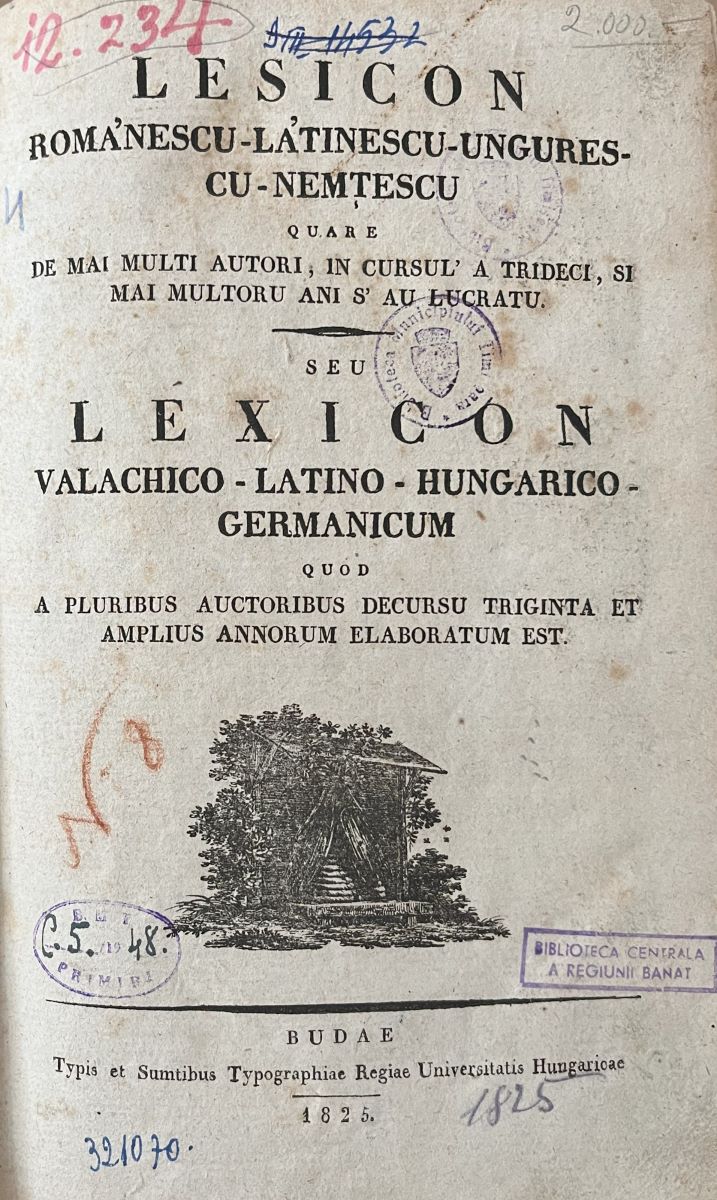 12.234
2.000.—
LESICON
ROMÁNESCU-LÁTINESCU-UNGURES-
CU-NEMȚESCU
QUARE
DE MAI MULTI AUTORI, IN CURSUL' A TRIDECI, SI
MAI MULTORU ANI S' AU LUCRATU.
Biblioteca Municipiului
SEU
LEXICON
VALACHICO - LATINO - HUNGARICO -
GERMANICUM
QUOD
A PLURIBUS AUCTORIBUS DECURSU TRIGINTA ET
AMPLIUS ANNORUM ELABORATUM EST.
8
B.M.T.
C.5./1948.
PRIMIRI
BIBLIOTECA CENTRALA
A REGIUNII BANAT
BUDAE
Typis et Sumtibus Typographiae Regiae Universitatis Hungaricae
1825.
1825
321070.